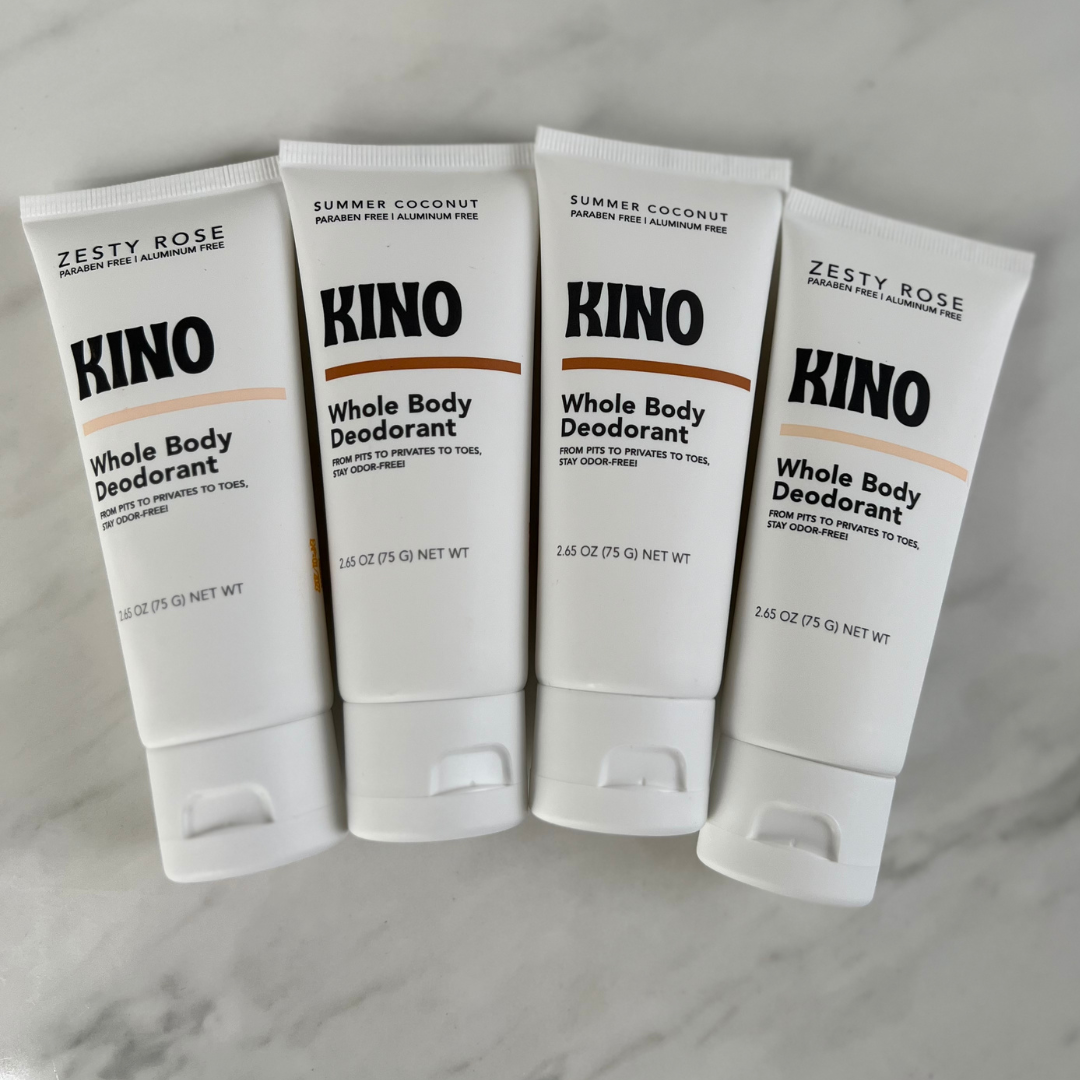 ZESTY ROSE
PARABEN FREE | ALUMINUM FREE
KINO
Whole Body
Deodorant
FROM PITS TO PRIVATES TO TOES,
STAY ODOR-FREE!
2.65 OZ (75 G) NET WT
SUMMER COCONUT
PARABEN FREE | ALUMINUM FREE
KINO
Whole Body
Deodorant
FROM PITS TO PRIVATES TO TOES,
STAY ODOR-FREE!
2.65 OZ (75 G) NET WT
SUMMER COCONUT
PARABEN FREE | ALUMINUM FREE
KINO
Whole Body
Deodorant
FROM PITS TO PRIVATES TO TOES,
STAY ODOR-FREE!
2.65 OZ (75 G) NET WT
ZESTY ROSE
PARABEN FREE | ALUMINUM FREE
KINO
Whole Body
Deodorant
FROM PITS TO PRIVATES TO TOES,
STAY ODOR-FREE!
2.65 OZ (75 G) NET WT